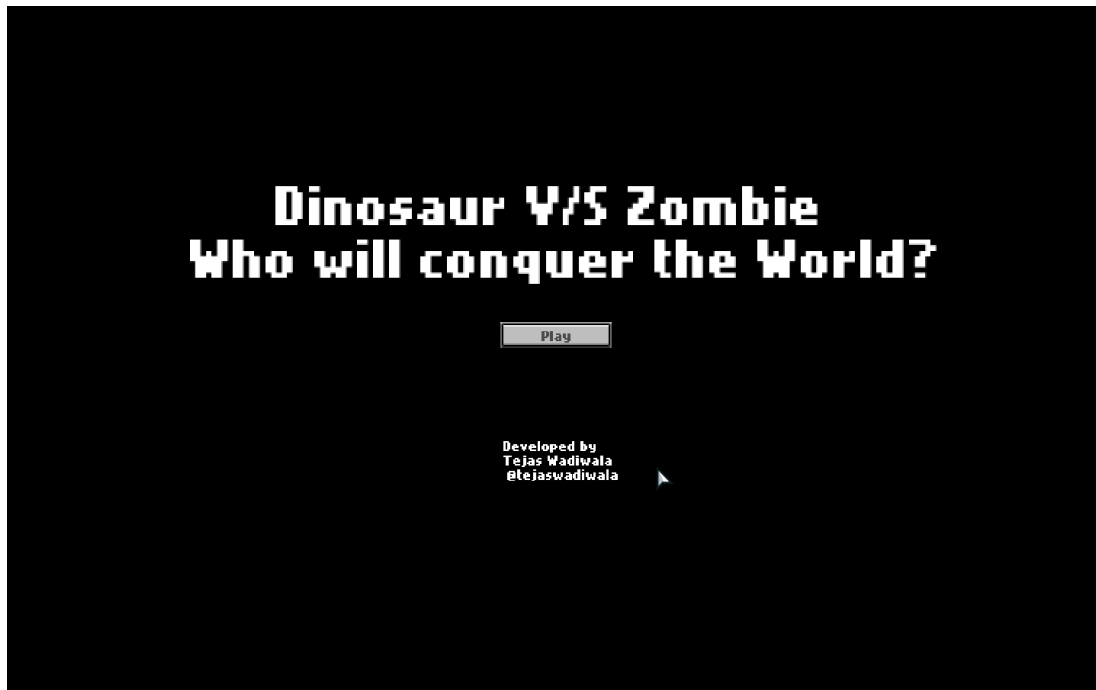 Dinosaur V/S Zombie
Who will conquer the World?
Play
Developed by
Tejas Wadiwala
@tejaswadiwala